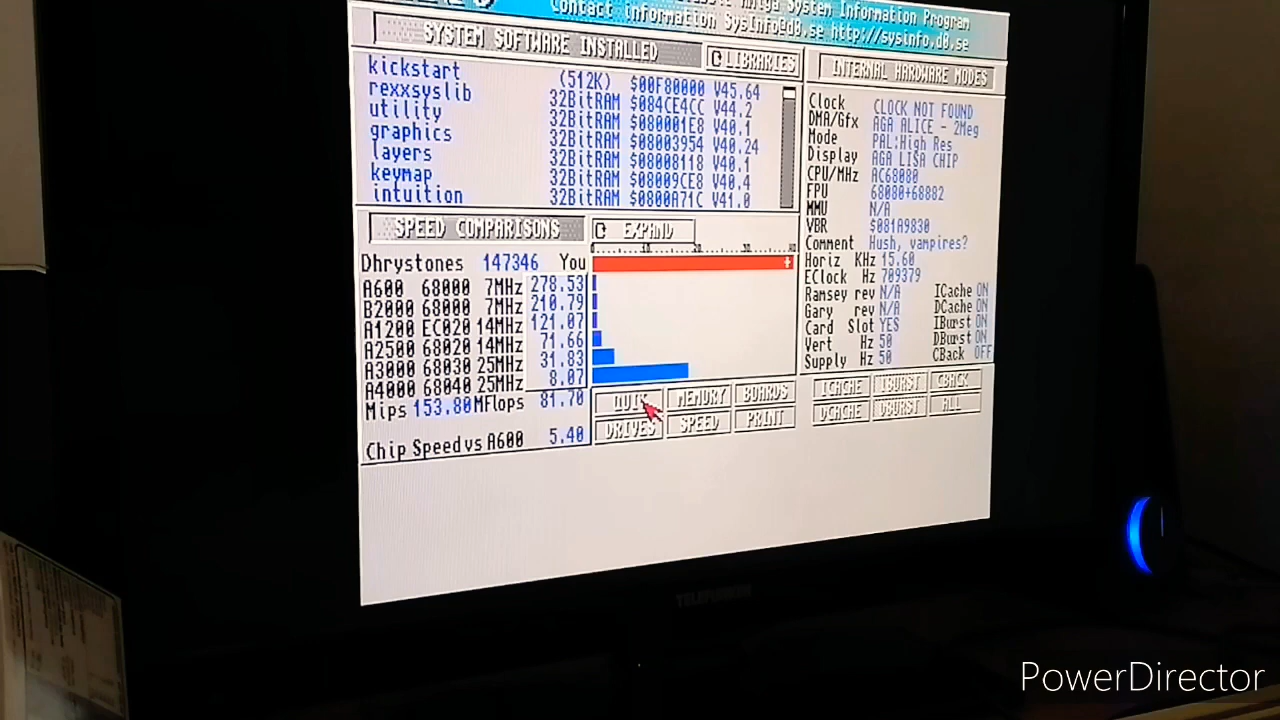 Amiga System Information Program
Contact information SysInfo@d0.se http://sysinfo.d0.se
SYSTEM SOFTWARE INSTALLED
LIBRARIES
INTERNAL HARDWARE MODES
kickstart (512K) $00F80000 V45.64
rexxsyslib 32BitRAM $084CE4CC V44.2
utility 32BitRAM $080001E8 V40.1
graphics 32BitRAM $08003954 V40.24
layers 32BitRAM $08008118 V40.1
keymap 32BitRAM $08009CE8 V40.4
intuition 32BitRAM $0800A71C V41.0
Clock CLOCK NOT FOUND
DMA/Gfx AGA ALICE - 2Meg
Mode PAL:High Res
Display AGA LISA CHIP
CPU/MHz AC68080
FPU 68080+68882
MMU N/A
VBR $081A9830
Comment Hush, vampires?
Horiz KHz 15.60
EClock Hz 709379
Ramsey rev N/A ICache ON
Gary rev N/A DCache ON
Card Slot YES IBurst ON
Vert Hz 50 DBurst ON
Supply Hz 50 CBack OFF
SPEED COMPARISONS
EXPAND
Dhrystones 147346 You
A600 68000 7MHz 278.53
B2000 68000 7MHz 210.79
A1200 EC020 14MHz 121.07
A2500 68020 14MHz 71.66
A3000 68030 25MHz 31.83
A4000 68040 25MHz 8.07
Mips 153.80 MFlops 81.70
Chip Speed vs A600 5.40
QUIT MEMORY BOARDS
DRIVES SPEED PRINT
ICACHE IBURST CBACK
DCACHE DBURST ALL
TELEFUNKEN
PowerDirector